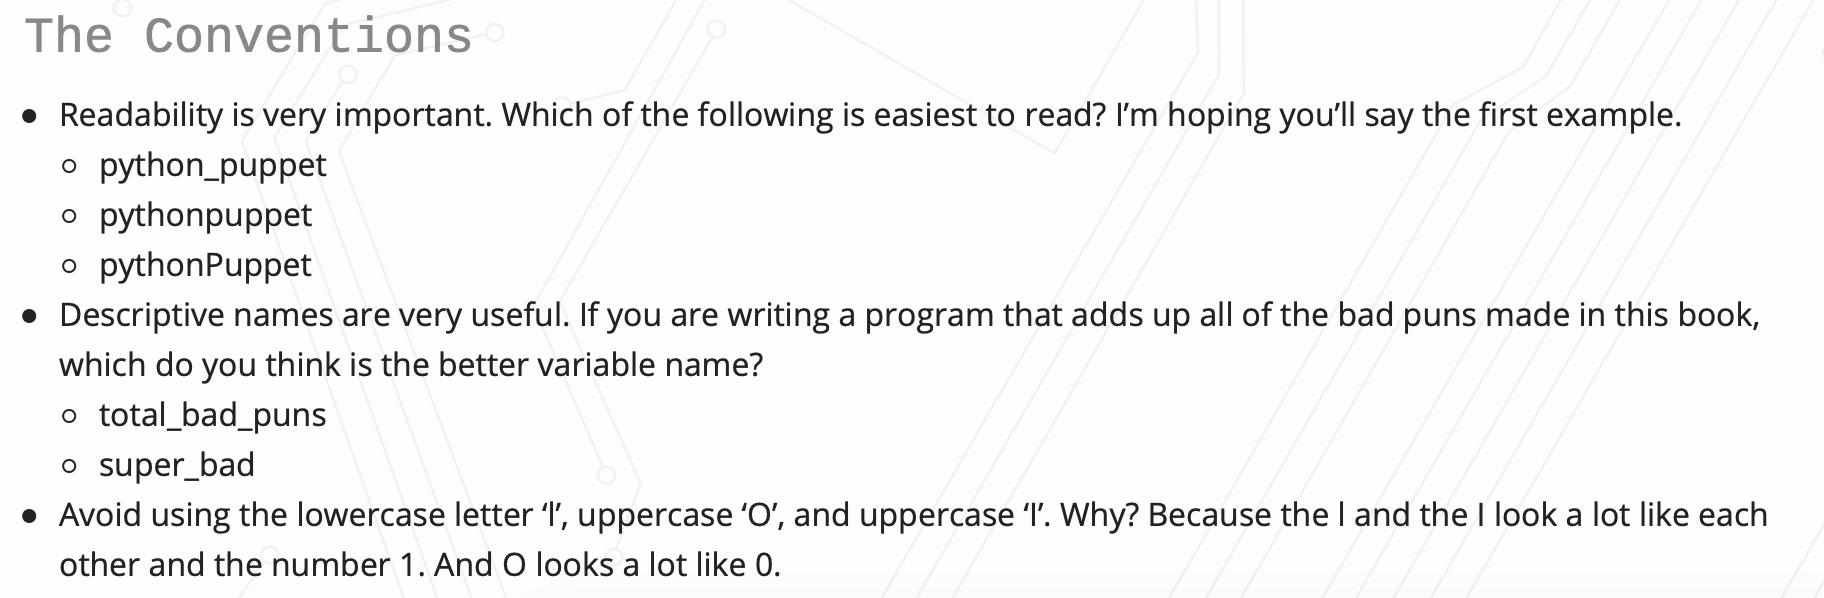 The Conventions
● Readability is very important. Which of the following is easiest to read? I’m hoping you’ll say the first example.
○ python_puppet
○ pythonpuppet
○ pythonPuppet
● Descriptive names are very useful. If you are writing a program that adds up all of the bad puns made in this book,
which do you think is the better variable name?
○ total_bad_puns
○ super_bad
● Avoid using the lowercase letter ‘l’, uppercase ‘O’, and uppercase ‘I’. Why? Because the l and the I look a lot like each
other and the number 1. And O looks a lot like 0.